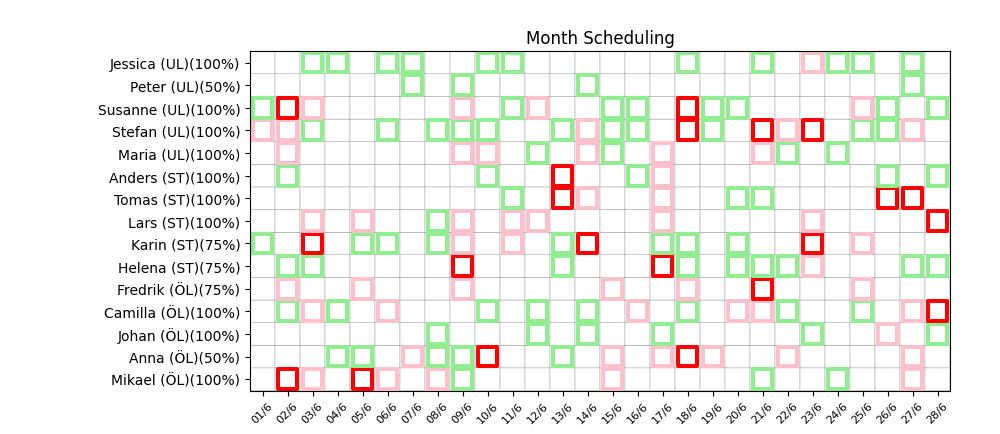 Month Scheduling
Jessica (UL)(100%)
Peter (UL)(50%)
Susanne (UL)(100%)
Stefan (UL)(100%)
Maria (UL)(100%)
Anders (ST)(100%)
Tomas (ST)(100%)
Lars (ST)(100%)
Karin (ST)(75%)
Helena (ST)(75%)
Fredrik (ÖL)(75%)
Camilla (ÖL)(100%)
Johan (ÖL)(100%)
Anna (ÖL)(50%)
Mikael (ÖL)(100%)
01/6 02/6 03/6 04/6 05/6 06/6 07/6 08/6 09/6 10/6 11/6 12/6 13/6 14/6 15/6 16/6 17/6 18/6 19/6 20/6 21/6 22/6 23/6 24/6 25/6 26/6 27/6 28/6